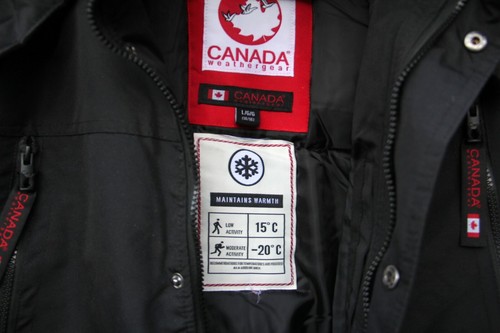 CANADA
weathergear
CANADA
L/G/G
MAINTAINS WARMTH
LOW
ACTIVITY
15°C
MODERATE
ACTIVITY
-20°C
CANADA
CANADA